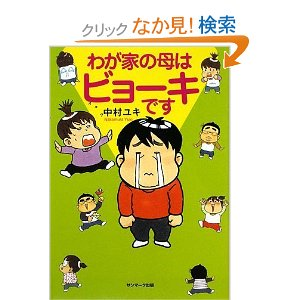 クリック なか見！検索
わが家の母は
ビョーキ
です
中村ユキ
サンマーク出版